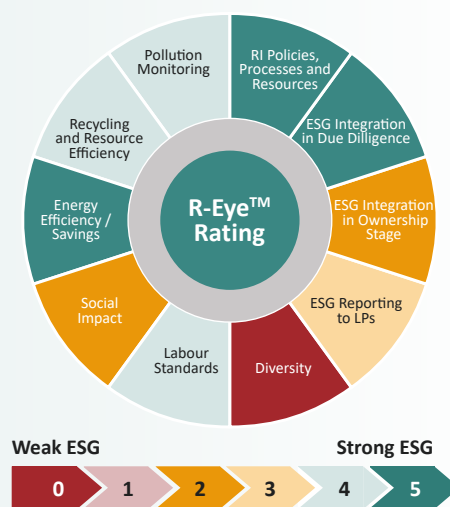 Pollution
Monitoring
RI Policies,
Processes and
Resources
ESG Integration
in Due Dilligence
ESG Integration
in Ownership
Stage
ESG Reporting
to LPs
Diversity
Labour
Standards
Social
Impact
Energy
Efficiency /
Savings
Recycling
and Resource
Efficiency
R-Eye™
Rating
Weak ESG
Strong ESG
0 1 2 3 4 5